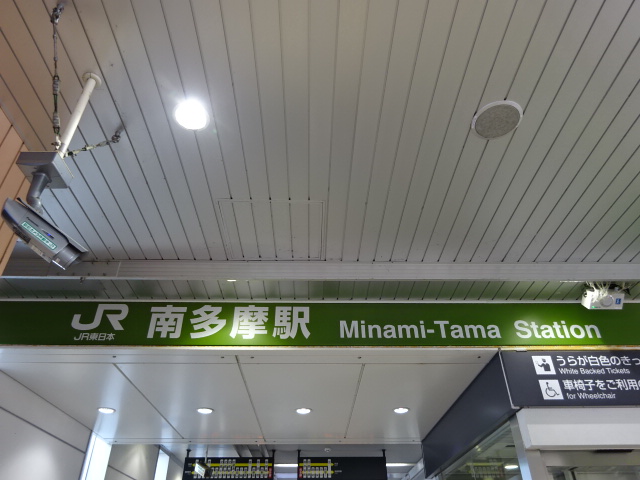 JR
JR東日本
南多摩駅 Minami-Tama Station
うらが白色のきっ
White Backed Tickets
車椅子をご利用の
for Wheelchair